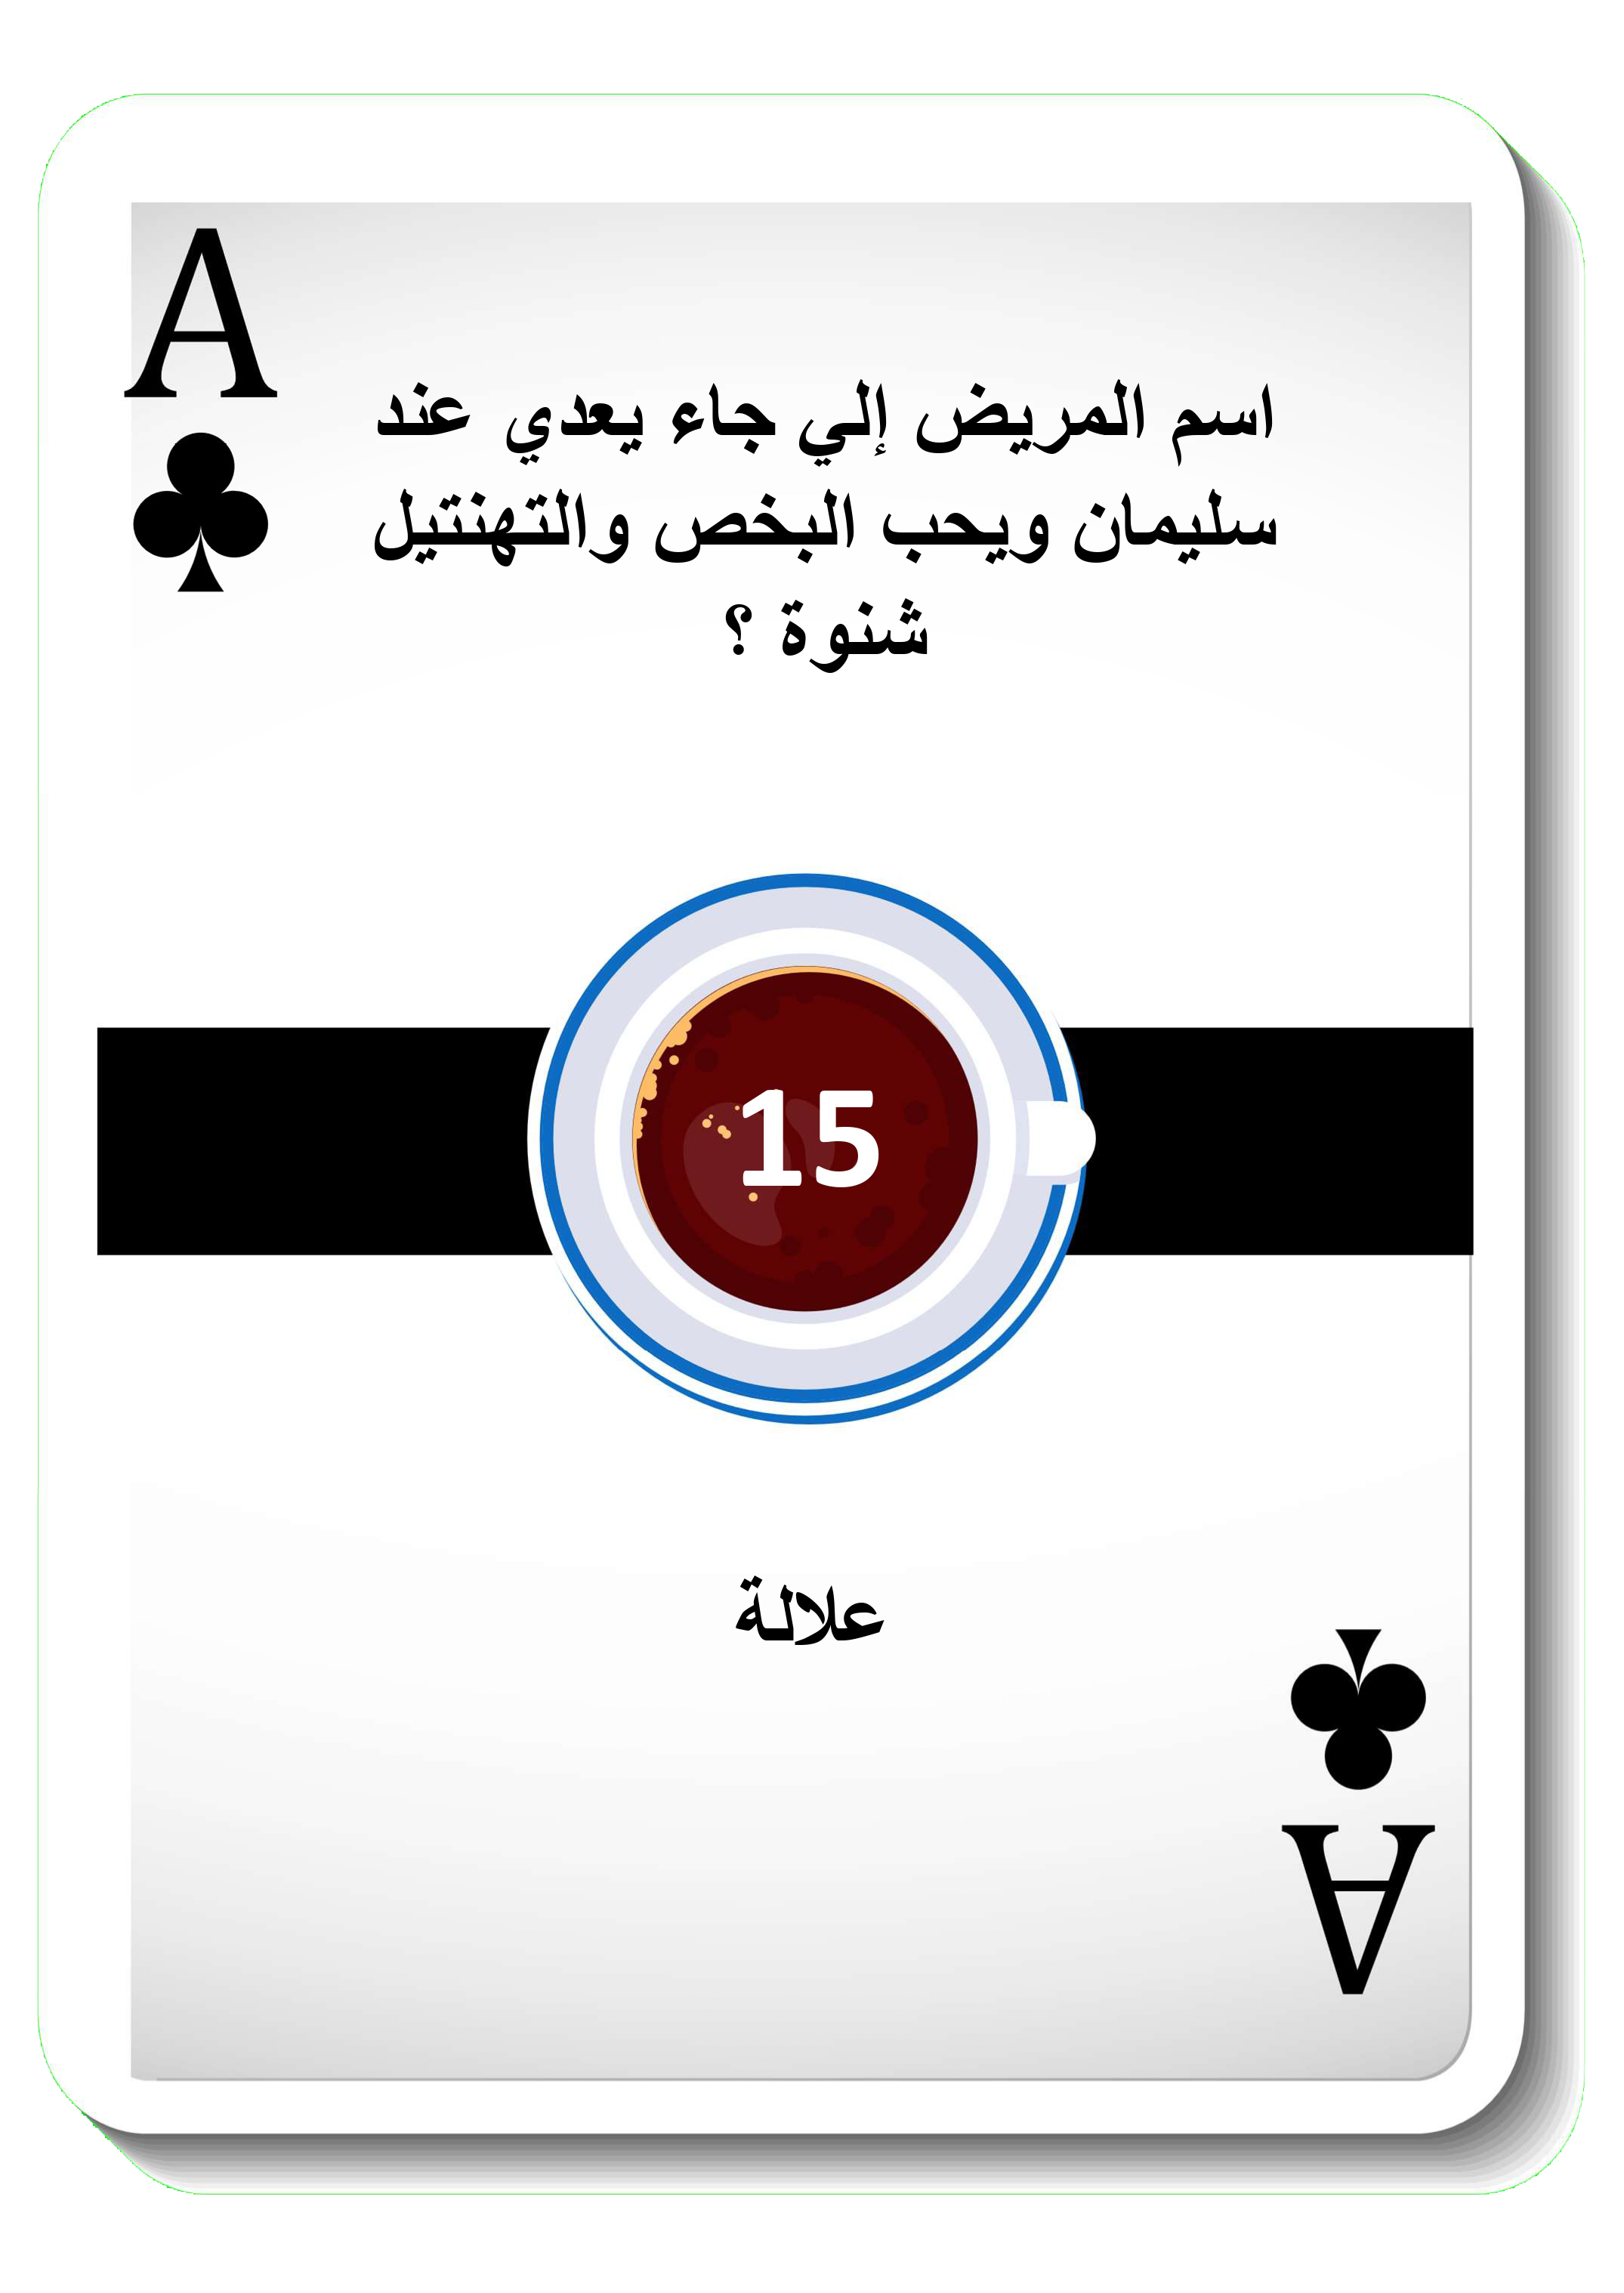 A
اسم المريض إلي جاء يعدي عند
سليمان ويحب البخص والتهنتيل
شنوة ؟
15
علالة
A